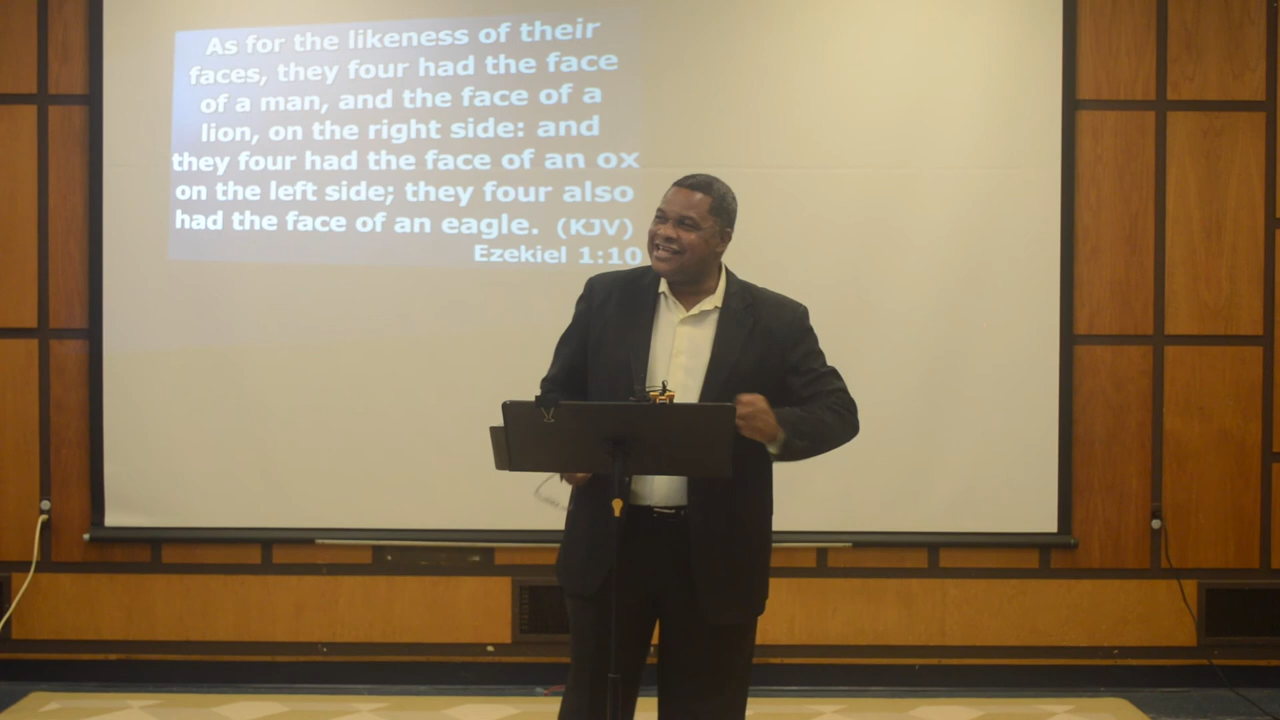 As for the likeness of their
faces, they four had the face
of a man, and the face of a
lion, on the right side: and
they four had the face of an ox
on the left side; they four also
had the face of an eagle. (KJV)
Ezekiel 1:10